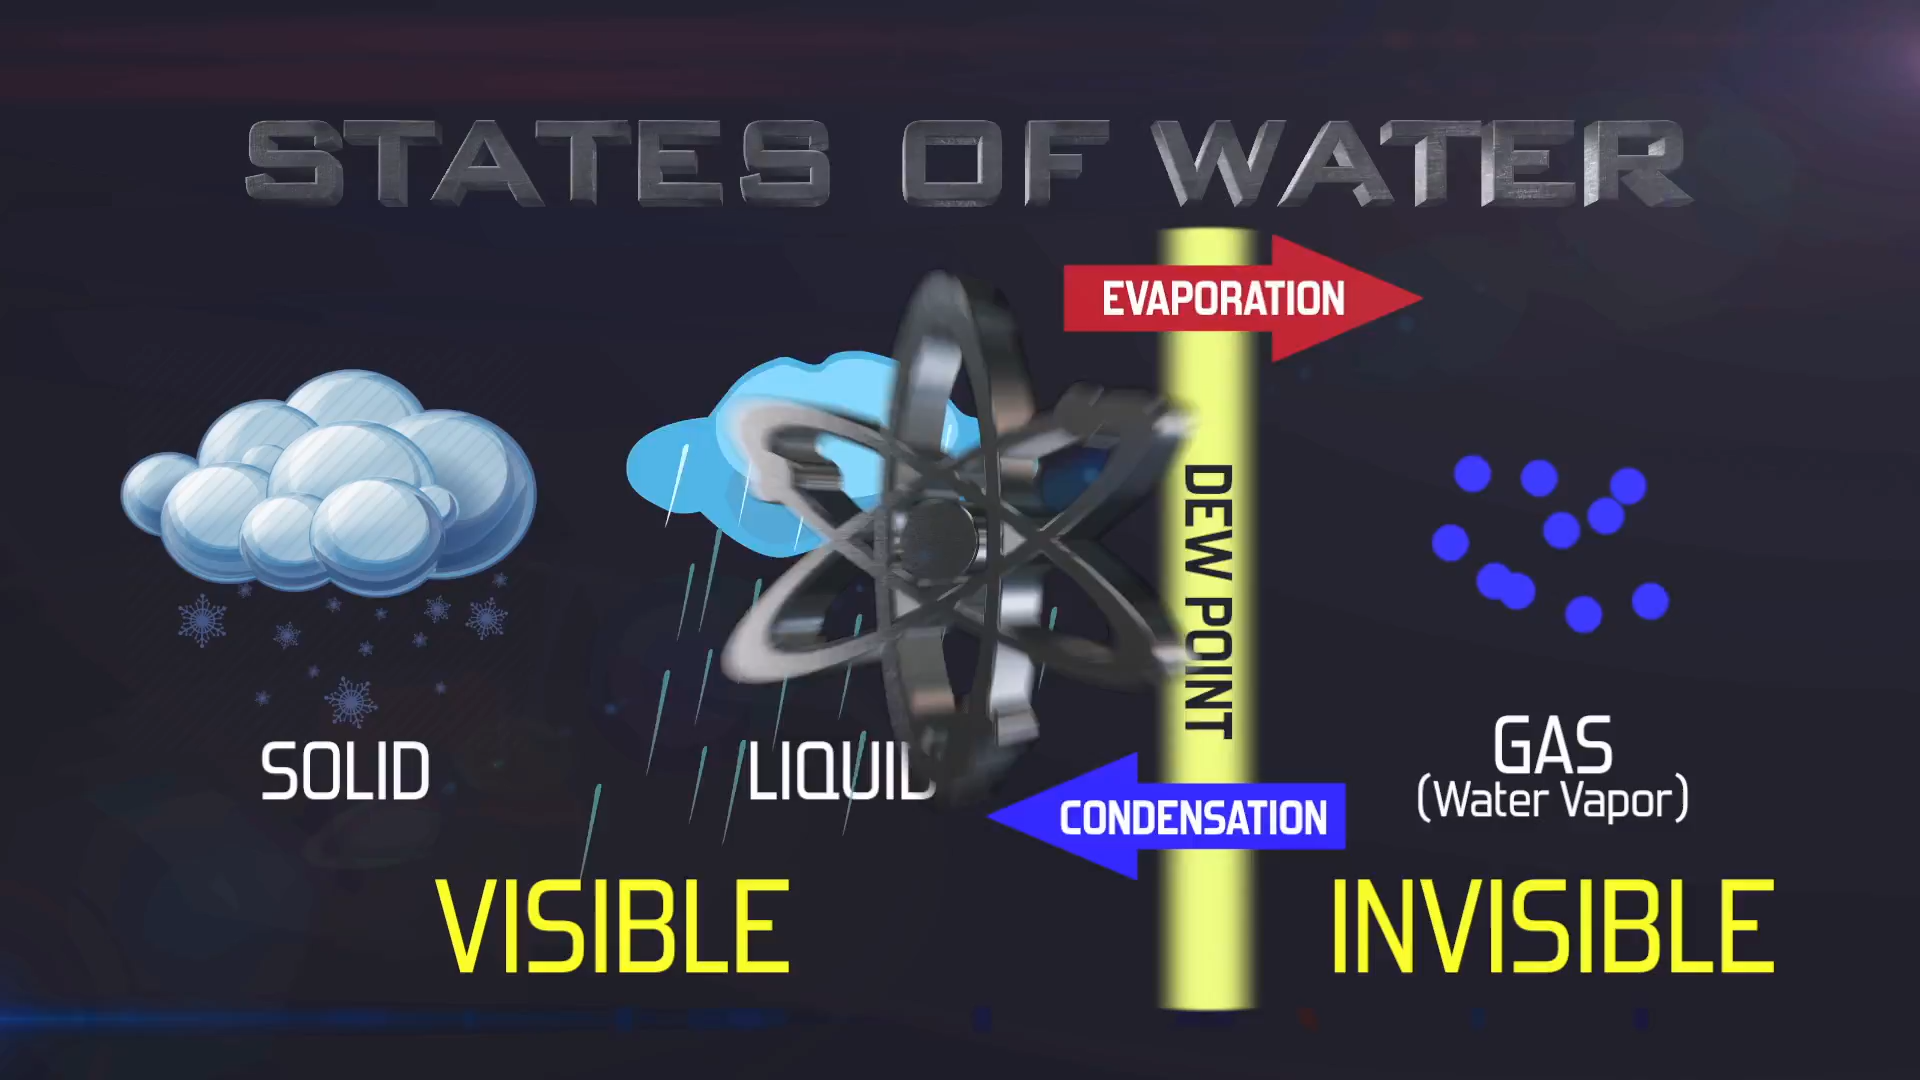 STATES OF WATER
EVAPORATION
DEW POINT
SOLID
LIQUID
GAS
(Water Vapor)
CONDENSATION
VISIBLE
INVISIBLE